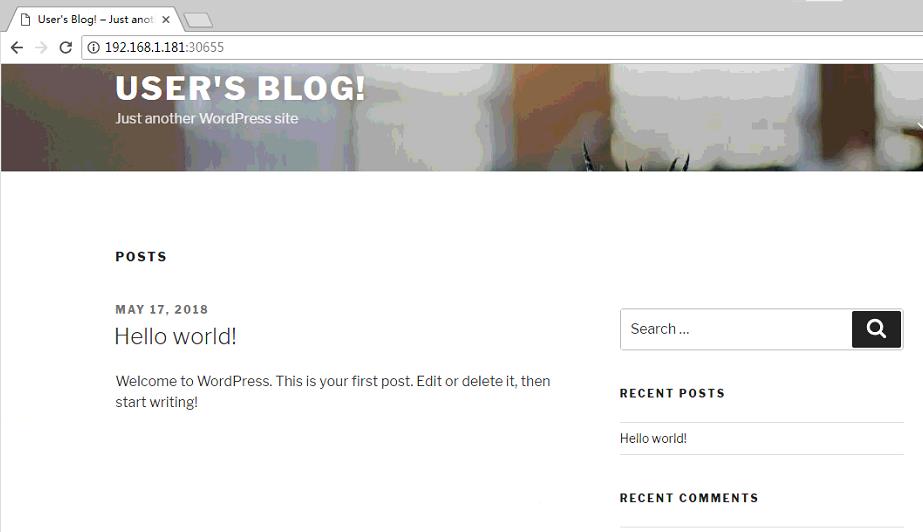 User's Blog! – Just anot
192.168.1.181:30655
USER'S BLOG!
Just another WordPress site
POSTS
MAY 17, 2018
Hello world!
Welcome to WordPress. This is your first post. Edit or delete it, then
start writing!
Search …
RECENT POSTS
Hello world!
RECENT COMMENTS